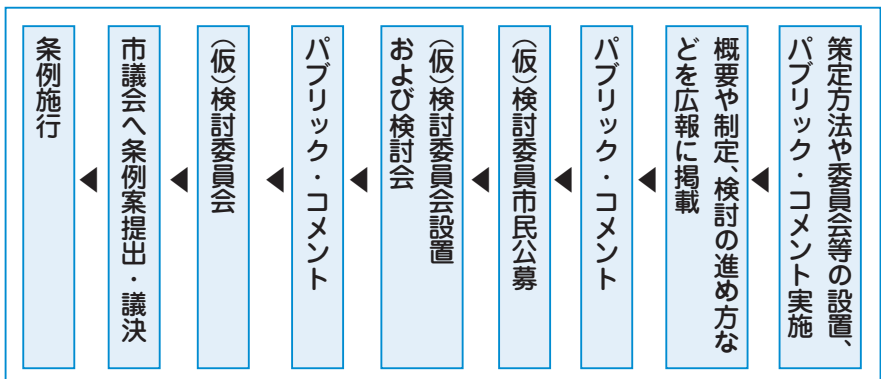 策定方法や委員会等の設置、
パブリック・コメント実施
◀
概要や制定、検討の進め方な
どを広報に掲載
◀
パブリック・コメント
◀
（仮）検討委員市民公募
◀
（仮）検討委員会設置
および検討会
◀
パブリック・コメント
◀
（仮）検討委員会
◀
市議会へ条例案提出・議決
◀
条例施行